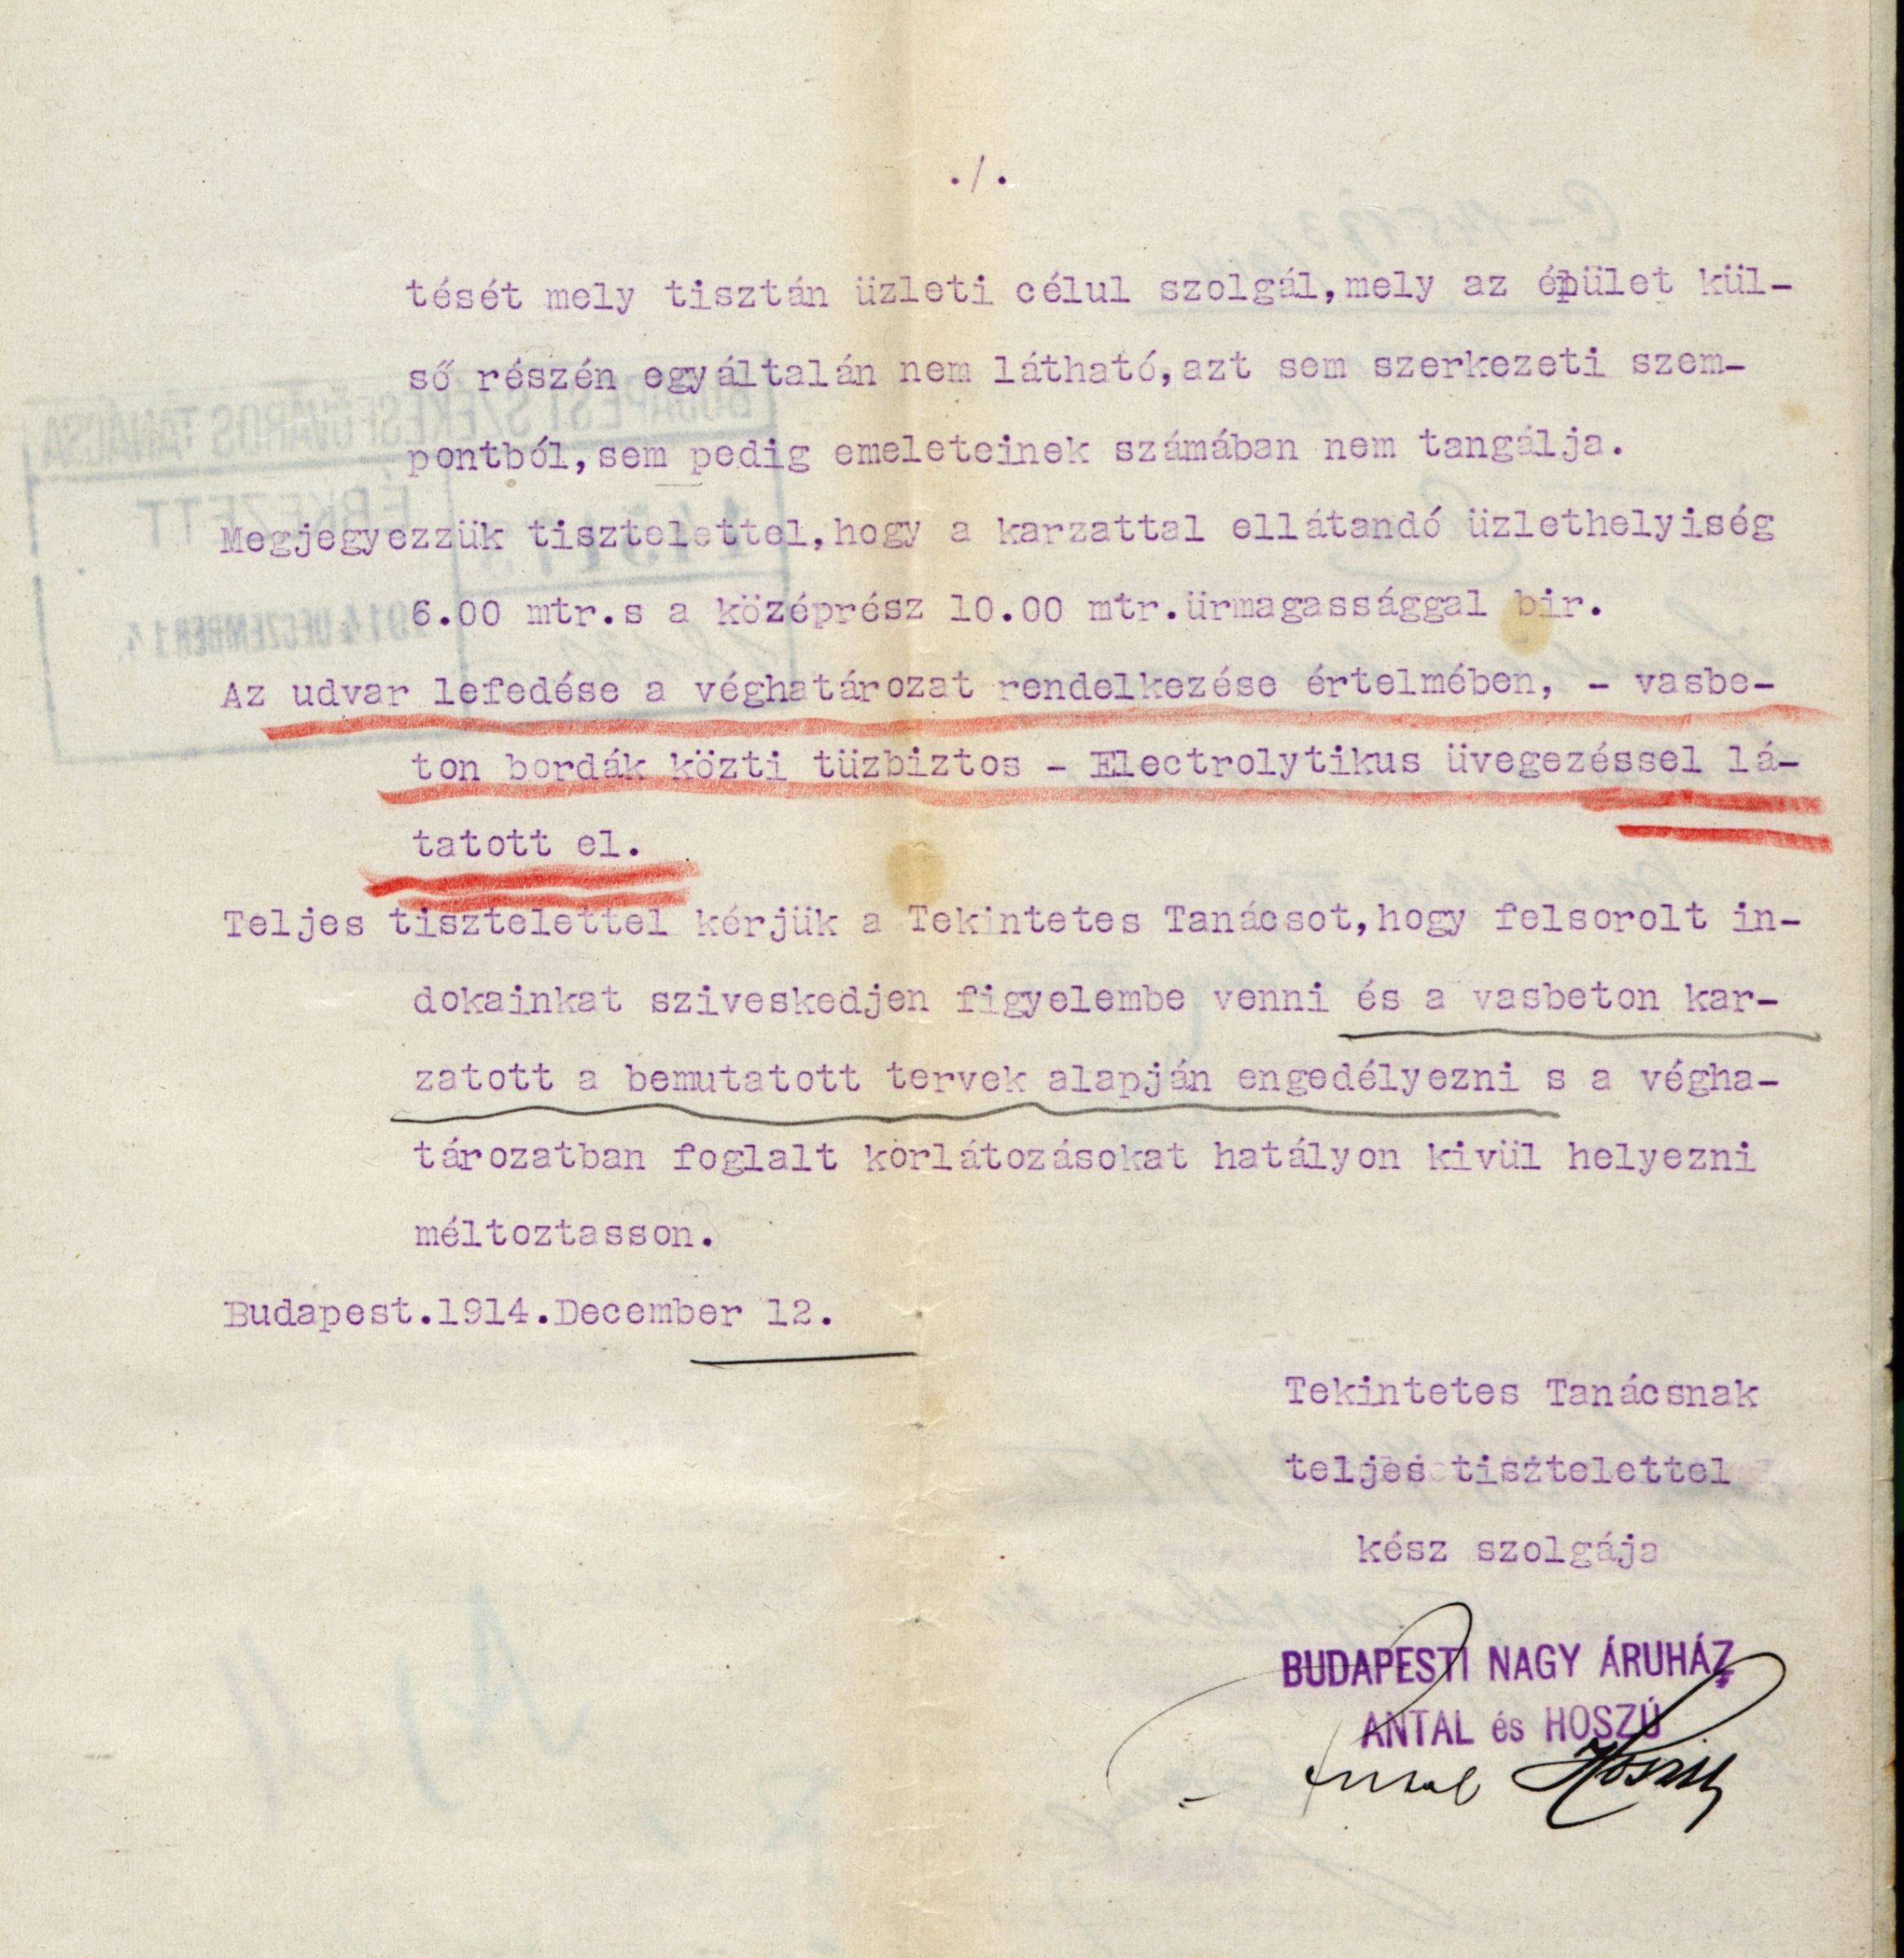 ./.
tését mely tisztán üzleti célul szolgál,mely az épület kül-
ső részén egyáltalán nem látható,azt sem szerkezeti szem-
pontból,sem pedig emeleteinek számában nem tangálja.
Megjegyezzük tisztelettel,hogy a karzattal ellátandó üzlethelyiség
6.00 mtr.s a középrész 10.00 mtr.ürmagassággal bir.
Az udvar lefedése a véghatározat rendelkezése értelmében, - vasbe-
ton bordák közti tüzbiztos - Electrolytikus üvegezéssel lá-
tatott el.
Teljes tisztelettel kérjük a Tekintetes Tanácsot,hogy felsorolt in-
dokainkat sziveskedjen figyelembe venni és a vasbeton kar-
zatott a bemutatott tervek alapján engedélyezni s a végha-
tározatban foglalt korlátozásokat hatályon kivül helyezni
méltoztasson.
Budapest.1914.December 12.
Tekintetes Tanácsnak
teljes tisztelettel
kész szolgája
BUDAPESTI NAGY ÁRUHÁZ
ANTAL és HOSZÚ
Antal Hoszú
BUDAPEST SZÉKESFŐVÁROS TANÁCSA
ÉRKEZETT
1914 DECZEMBER 14.